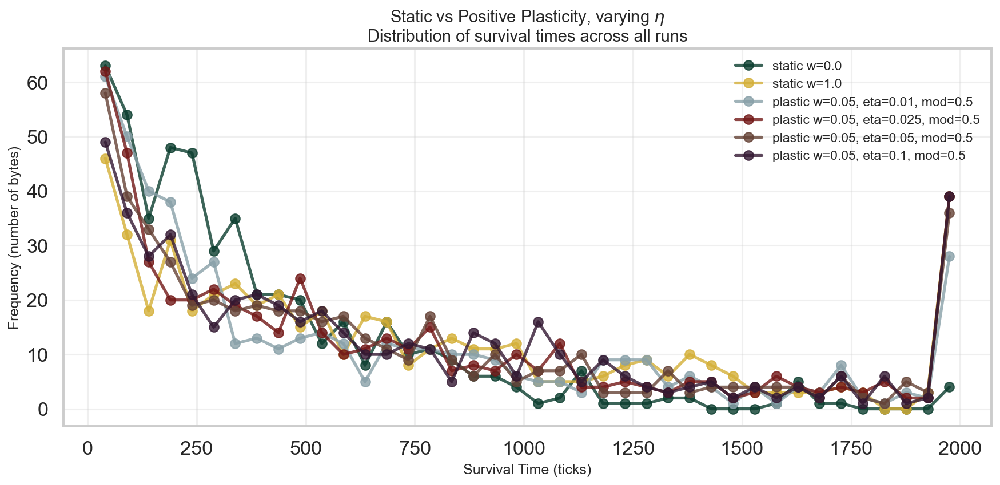 Static vs Positive Plasticity, varying η
Distribution of survival times across all runs
Frequency (number of bytes)
60
50
40
30
20
10
0
static w=0.0
static w=1.0
plastic w=0.05, eta=0.01, mod=0.5
plastic w=0.05, eta=0.025, mod=0.5
plastic w=0.05, eta=0.05, mod=0.5
plastic w=0.05, eta=0.1, mod=0.5
0 250 500 750 1000 1250 1500 1750 2000
Survival Time (ticks)